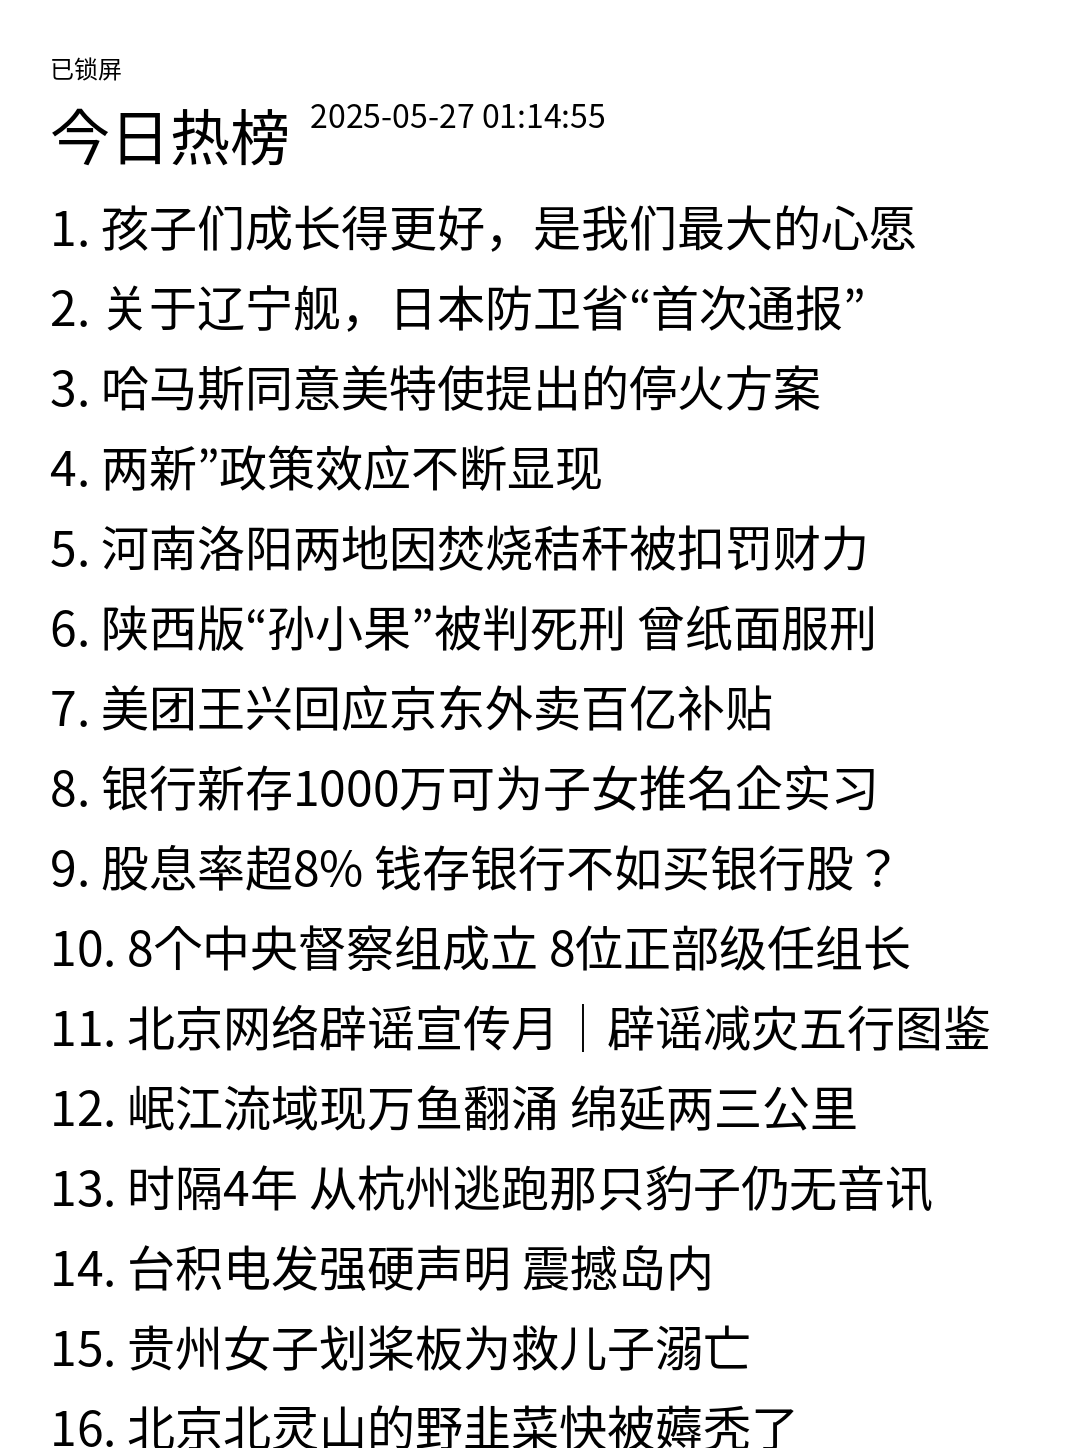 已锁屏
今日热榜 2025-05-27 01:14:55
1. 孩子们成长得更好，是我们最大的心愿
2. 关于辽宁舰，日本防卫省“首次通报”
3. 哈马斯同意美特使提出的停火方案
4. 两新”政策效应不断显现
5. 河南洛阳两地因焚烧秸秆被扣罚财力
6. 陕西版“孙小果”被判死刑 曾纸面服刑
7. 美团王兴回应京东外卖百亿补贴
8. 银行新存1000万可为子女推名企实习
9. 股息率超8% 钱存银行不如买银行股？
10. 8个中央督察组成立 8位正部级任组长
11. 北京网络辟谣宣传月｜辟谣减灾五行图鉴
12. 岷江流域现万鱼翻涌 绵延两三公里
13. 时隔4年 从杭州逃跑那只豹子仍无音讯
14. 台积电发强硬声明 震撼岛内
15. 贵州女子划桨板为救儿子溺亡
16. 北京北灵山的野韭菜快被薅秃了